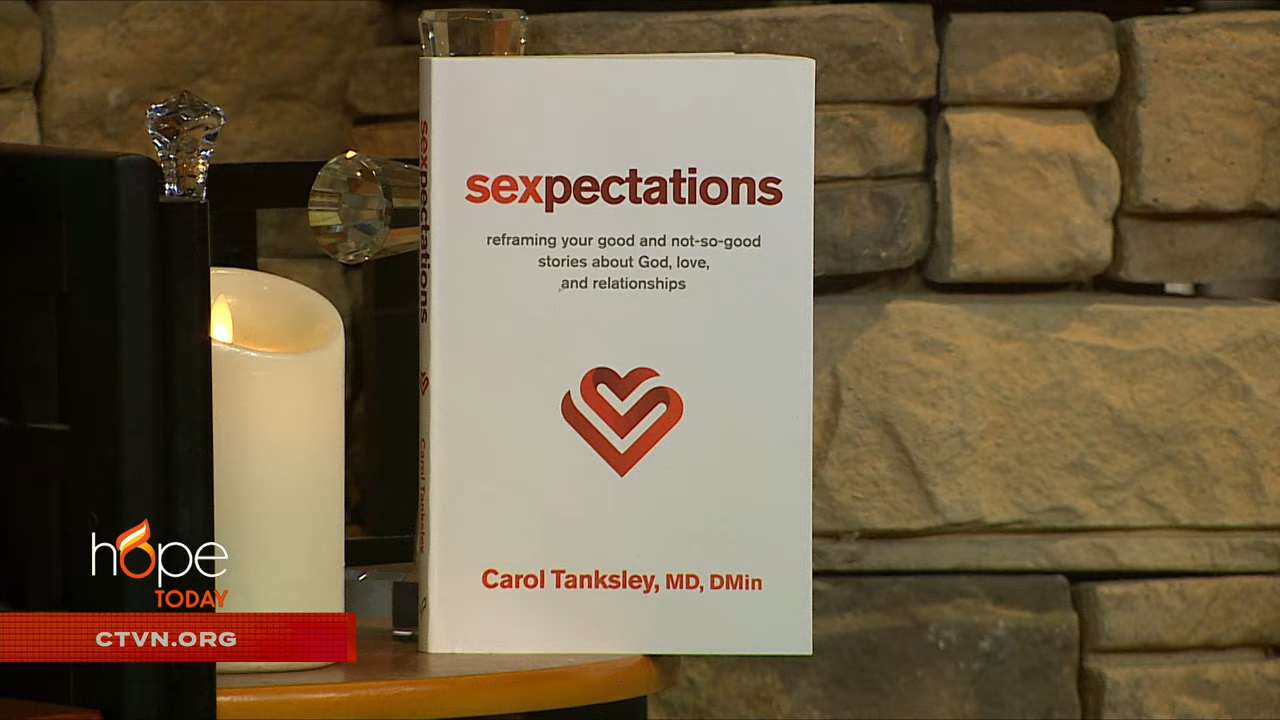 sexpectations
reframing your good and not-so-good
stories about God, love,
and relationships
Carol Tanksley, MD, DMin
sexpectations
Carol Tanksley
hope
TODAY
CTVN.ORG